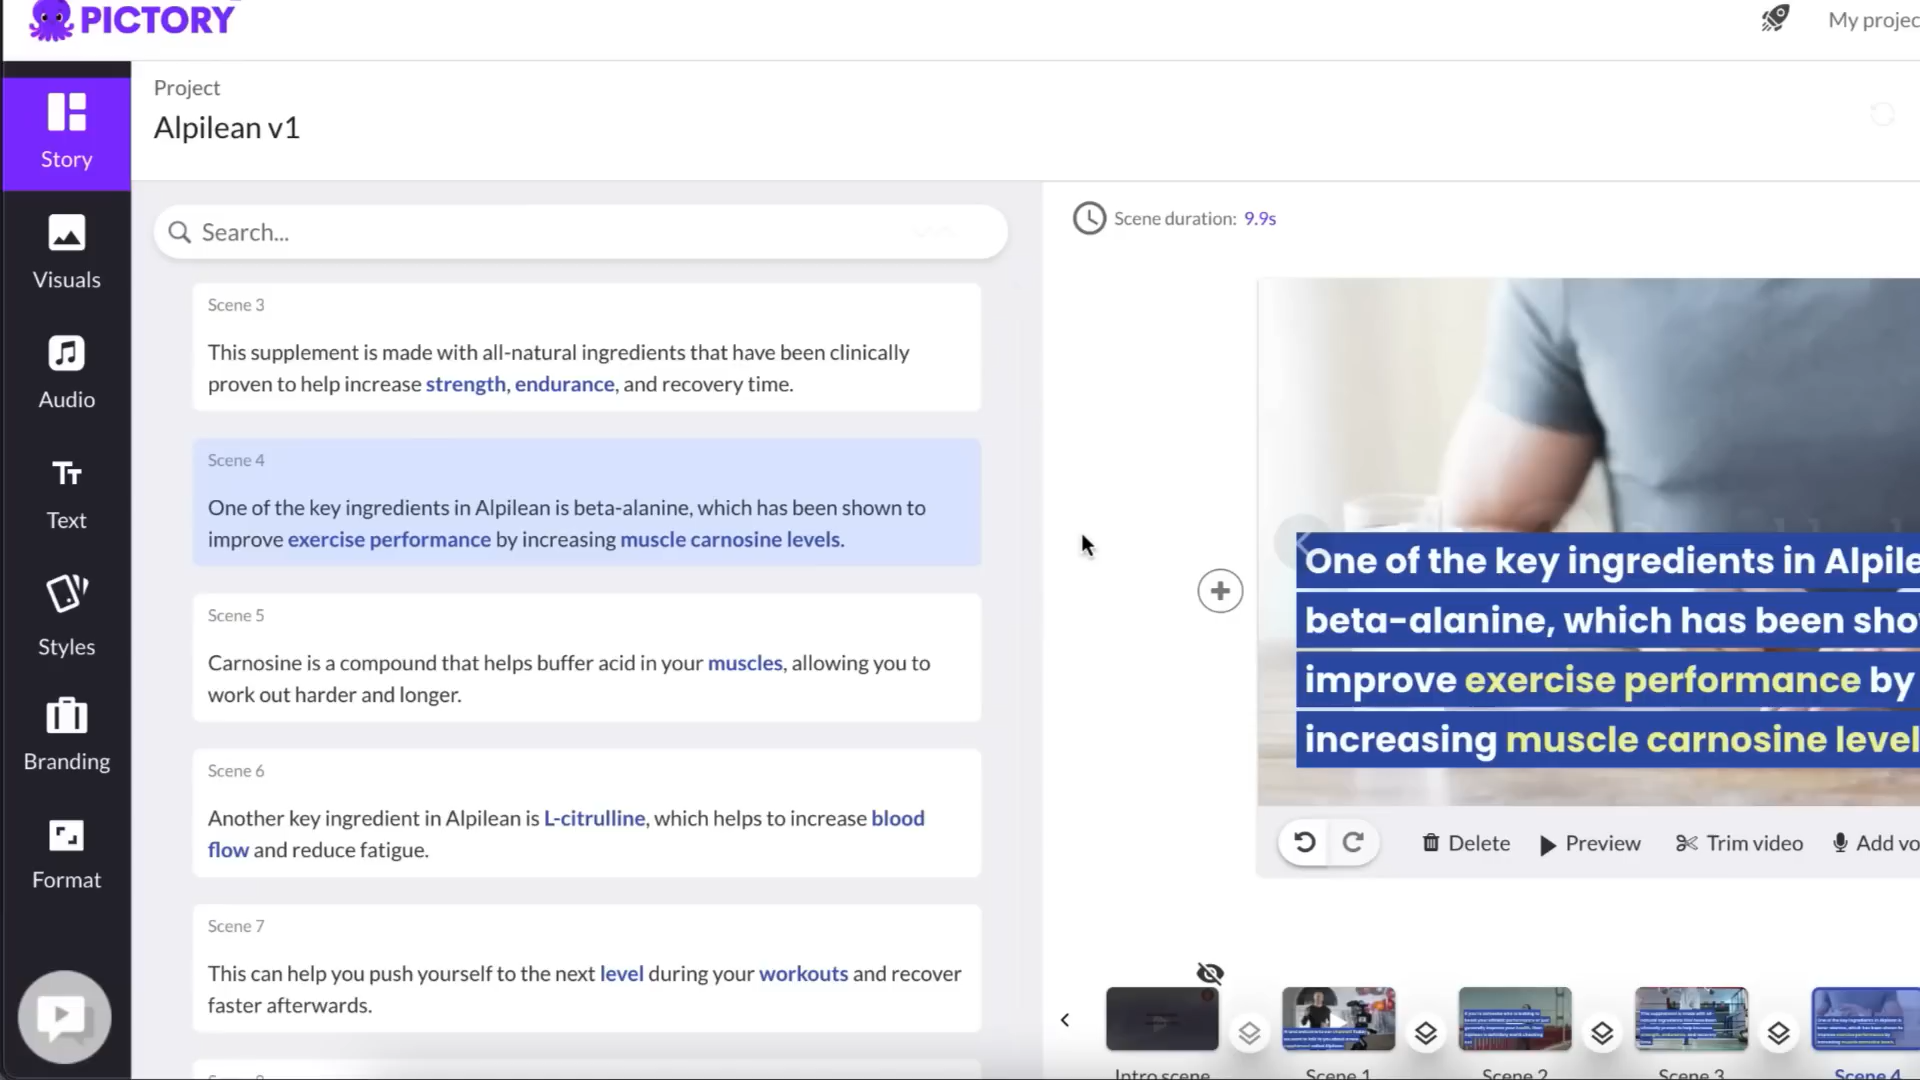 PICTORY
My projec
Story
Visuals
Audio
Text
Styles
Branding
Format
Project
Alpilean v1
Search...
Scene 3
This supplement is made with all-natural ingredients that have been clinically
proven to help increase strength, endurance, and recovery time.
Scene 4
One of the key ingredients in Alpilean is beta-alanine, which has been shown to
improve exercise performance by increasing muscle carnosine levels.
Scene 5
Carnosine is a compound that helps buffer acid in your muscles, allowing you to
work out harder and longer.
Scene 6
Another key ingredient in Alpilean is L-citrulline, which helps to increase blood
flow and reduce fatigue.
Scene 7
This can help you push yourself to the next level during your workouts and recover
faster afterwards.
Scene duration: 9.9s
One of the key ingredients in Alpile
beta-alanine, which has been sho
improve exercise performance by
increasing muscle carnosine level
Delete
Preview
Trim video
Add vo
Intro scene
Scene 1
Scene 2
Scene 3
Scene 4